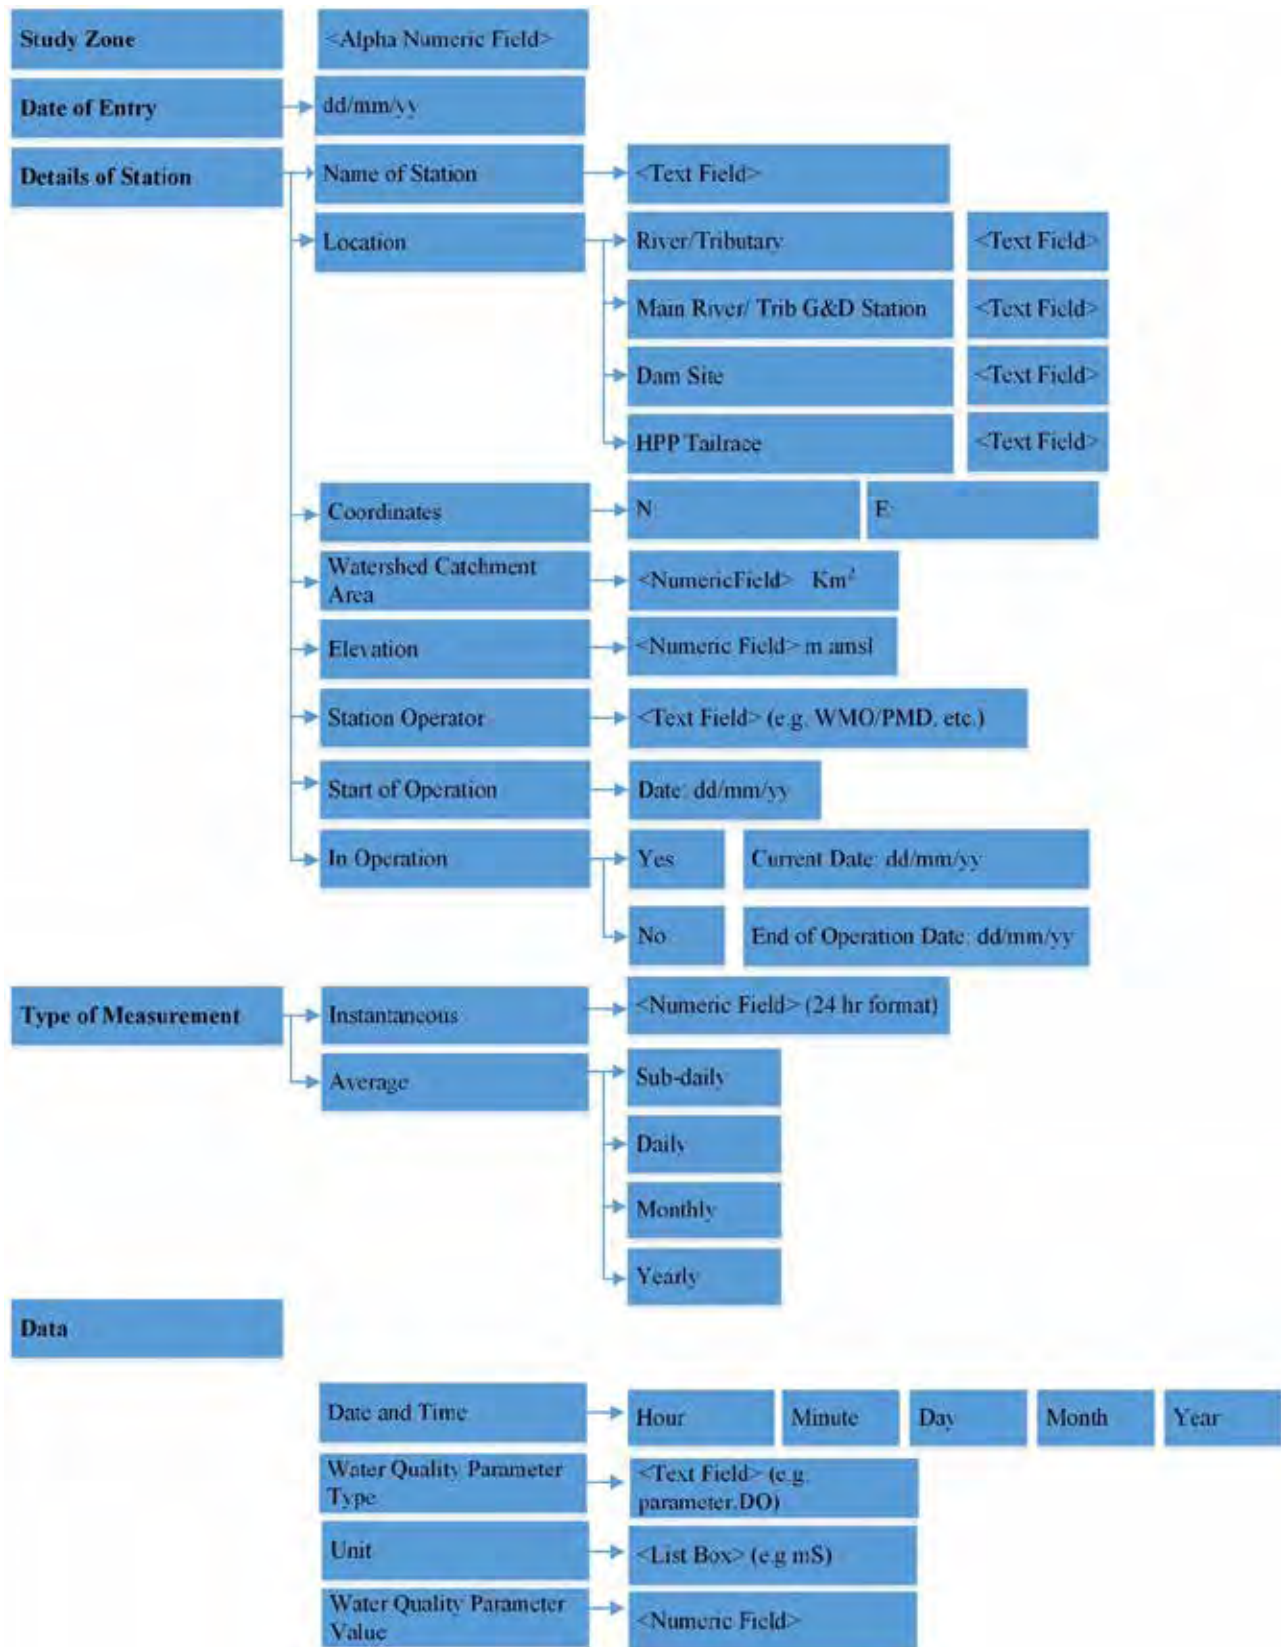 Study Zone <Alpha Numeric Field>
Date of Entry dd/mm/yy
Details of Station Name of Station <Text Field>
Location River/Tributary <Text Field>
Main River/ Trib G&D Station <Text Field>
Dam Site <Text Field>
HPP Tailrace <Text Field>
Coordinates N E
Watershed Catchment
Area
<NumericField> Km²
Elevation <Numeric Field> m amsl
Station Operator <Text Field> (e.g. WMO/PMD, etc.)
Start of Operation Date: dd/mm/yy
In Operation Yes Current Date: dd/mm/yy
No End of Operation Date: dd/mm/yy
Type of Measurement Instantaneous <Numeric Field> (24 hr format)
Average Sub-daily
Daily
Monthly
Yearly
Data
Date and Time Hour Minute Day Month Year
Water Quality Parameter
Type
<Text Field> (e.g.
parameter.DO)
Unit <List Box> (e.g mS)
Water Quality Parameter
Value
<Numeric Field>